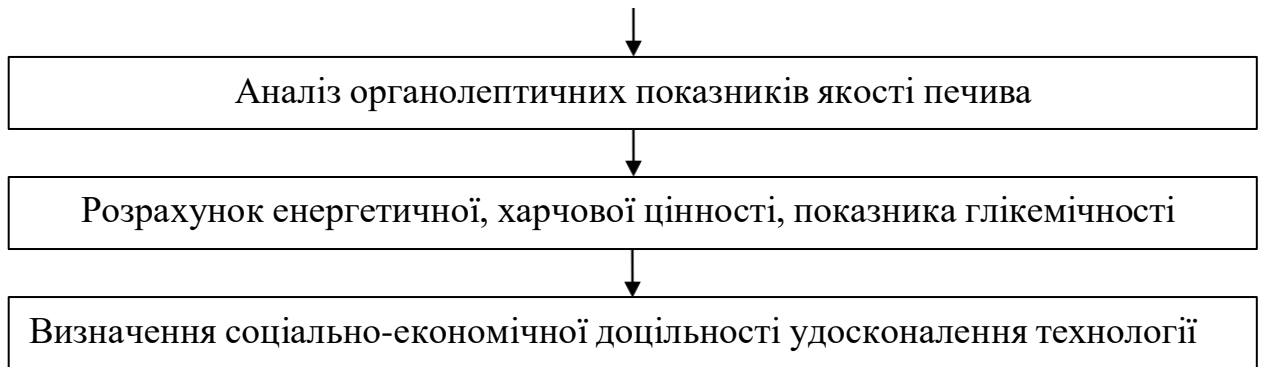 Аналіз органолептичних показників якості печива
Розрахунок енергетичної, харчової цінності, показника глікемічності
Визначення соціально-економічної доцільності удосконалення технології